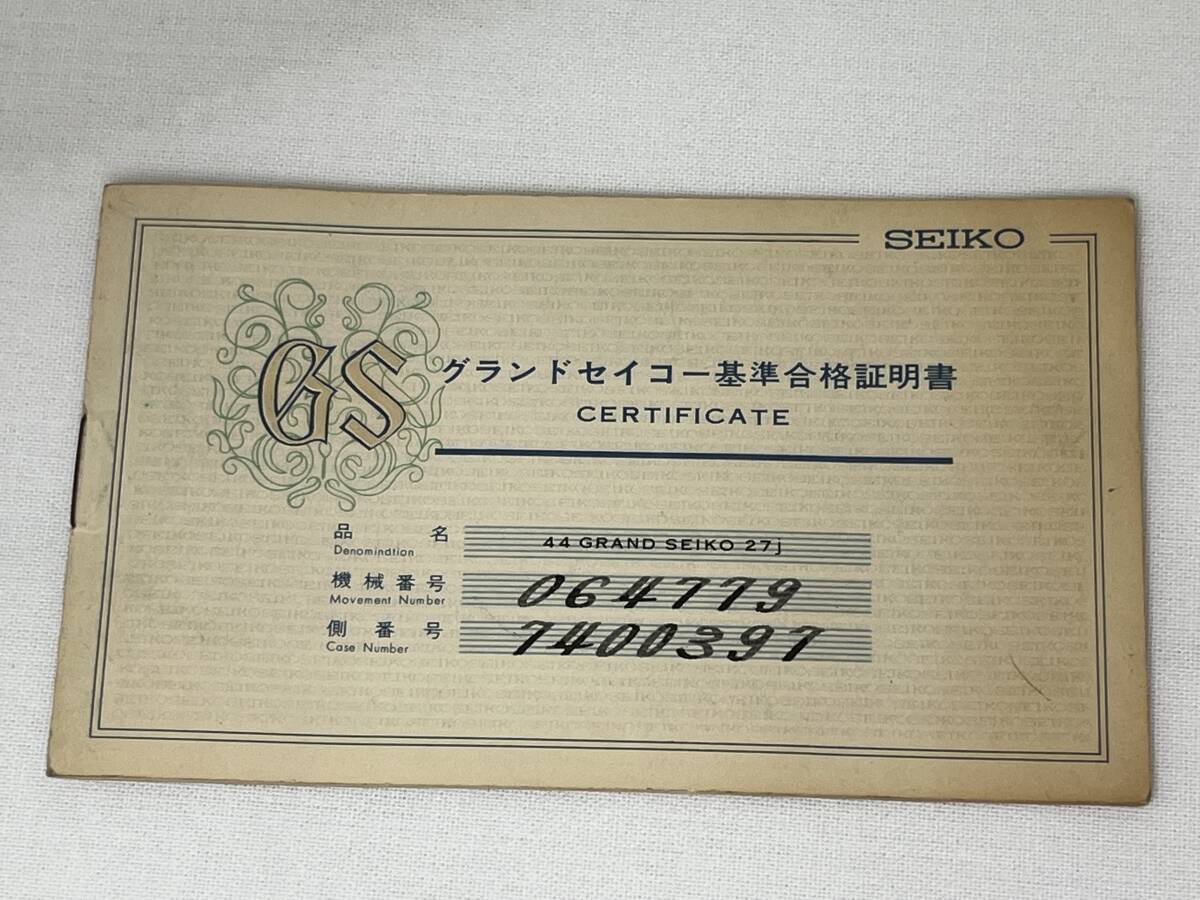 SEIKO
GS
グランドセイコー基準合格証明書
CERTIFICATE
品名 44 GRAND SEIKO 27j
Denomindtion
機械番号 064779
Movement Number
側番号 7400397
Case Number